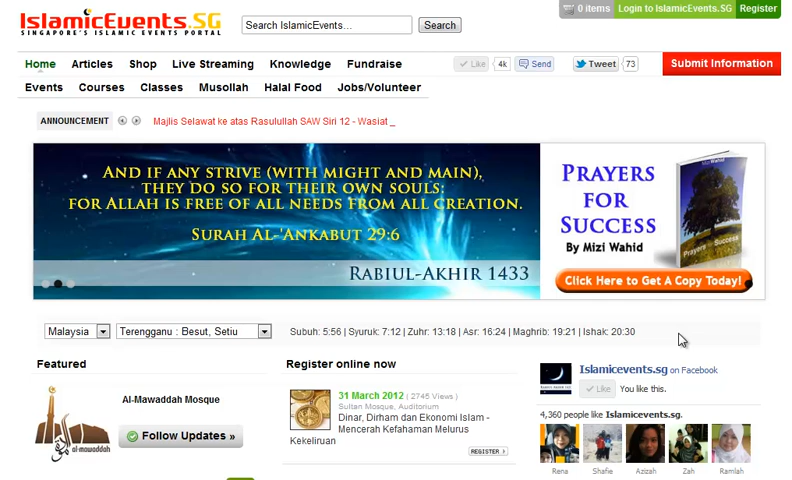 IslamicEvents.SG
SINGAPORE'S ISLAMIC EVENTS PORTAL
Search IslamicEvents...
Search
0 items
Login to IslamicEvents.SG
Register
Home
Articles
Shop
Live Streaming
Knowledge
Fundraise
Like
4k
Send
Tweet
73
Submit Information
Events
Courses
Classes
Musollah
Halal Food
Jobs/Volunteer
ANNOUNCEMENT
Majlis Selawat ke atas Rasulullah SAW Siri 12 - Wasiat _
AND IF ANY STRIVE (WITH MIGHT AND MAIN),
THEY DO SO FOR THEIR OWN SOULS:
FOR ALLAH IS FREE OF ALL NEEDS FROM ALL CREATION.
SURAH AL-'ANKABUT 29:6
RABIUL-AKHIR 1433
PRAYERS
FOR
SUCCESS
By Mizi Wahid
Mizi Wahid
Prayers for Success
Click Here to Get A Copy Today!
Malaysia
Terengganu : Besut, Setiu
Subuh: 5:56 | Syuruk: 7:12 | Zuhr: 13:18 | Asr: 16:24 | Maghrib: 19:21 | Ishak: 20:30
Featured
al-mawaddah
Al-Mawaddah Mosque
Follow Updates »
Register online now
31 March 2012 ( 2745 Views )
Sultan Mosque, Auditorium
Dinar, Dirham dan Ekonomi Islam -
Mencerah Kefahaman Melurus
Kekeliruan
REGISTER
Islamicevents.sg on Facebook
Like
You like this.
4,360 people like Islamicevents.sg.
Rena
Shafie
Azizah
Zah
Ramlah